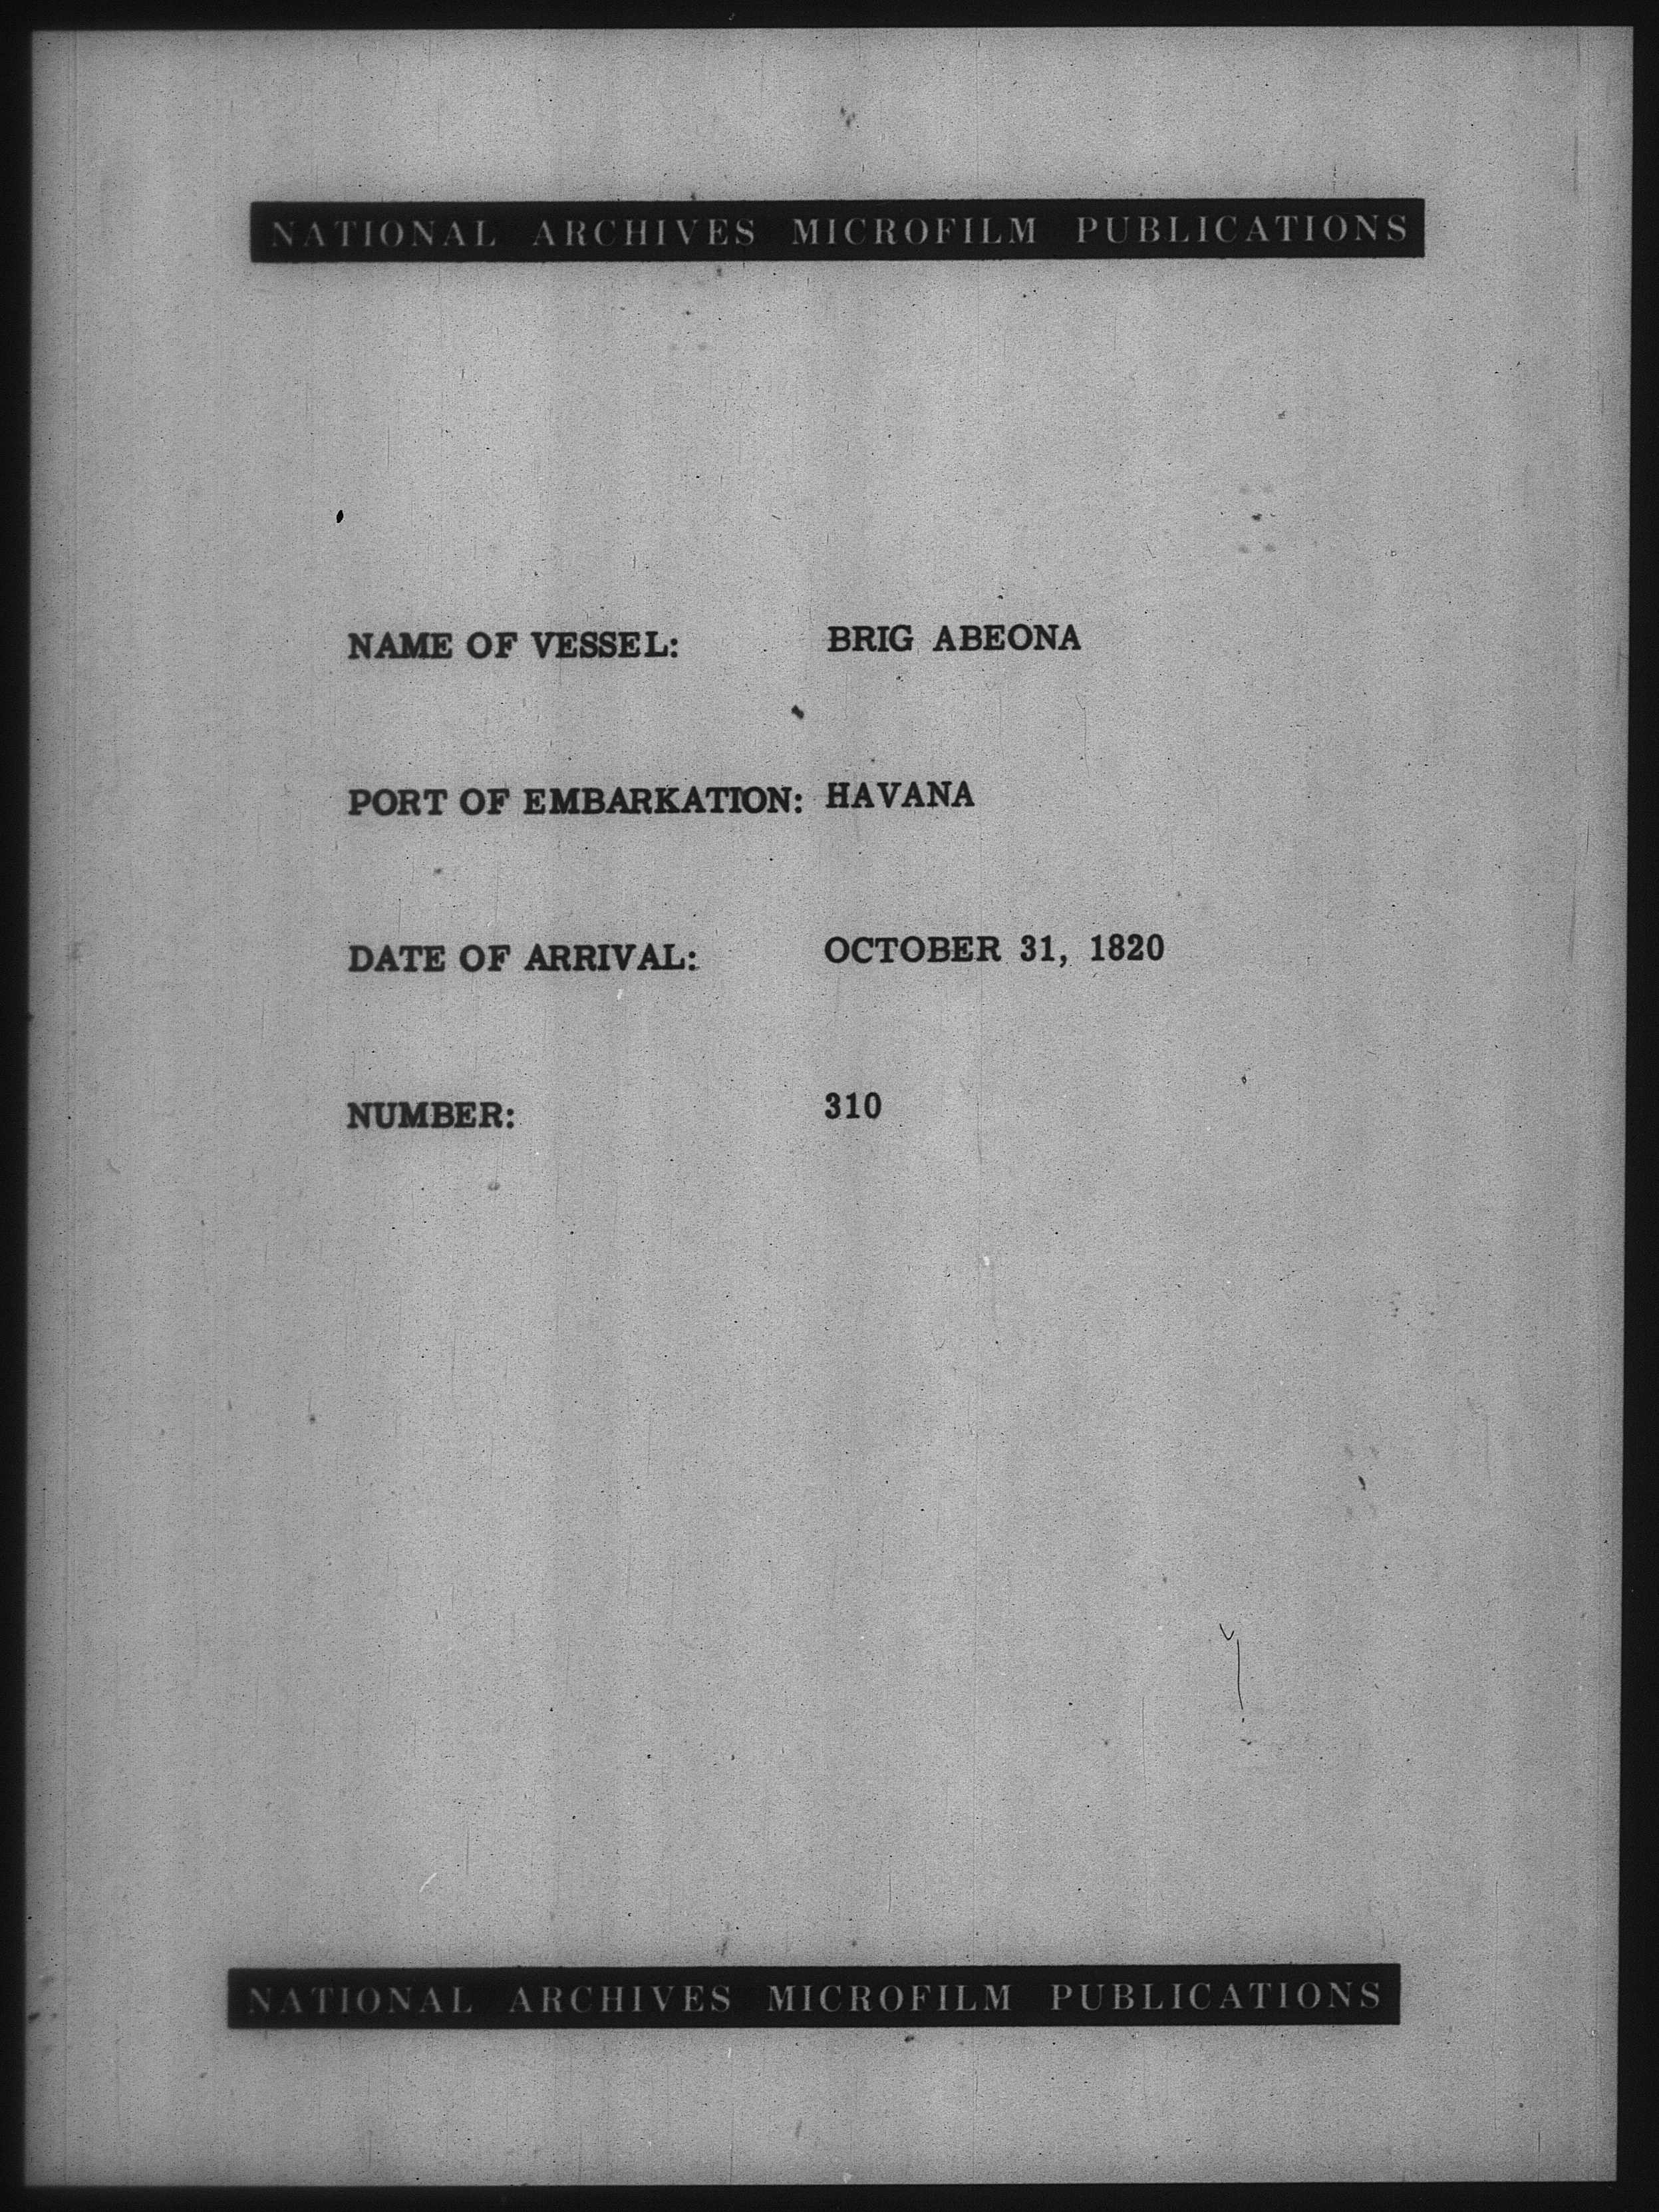 NATIONAL ARCHIVES MICROFILM PUBLICATIONS
NAME OF VESSEL: BRIG ABEONA
PORT OF EMBARKATION: HAVANA
DATE OF ARRIVAL: OCTOBER 31, 1820
NUMBER: 310
NATIONAL ARCHIVES MICROFILM PUBLICATIONS